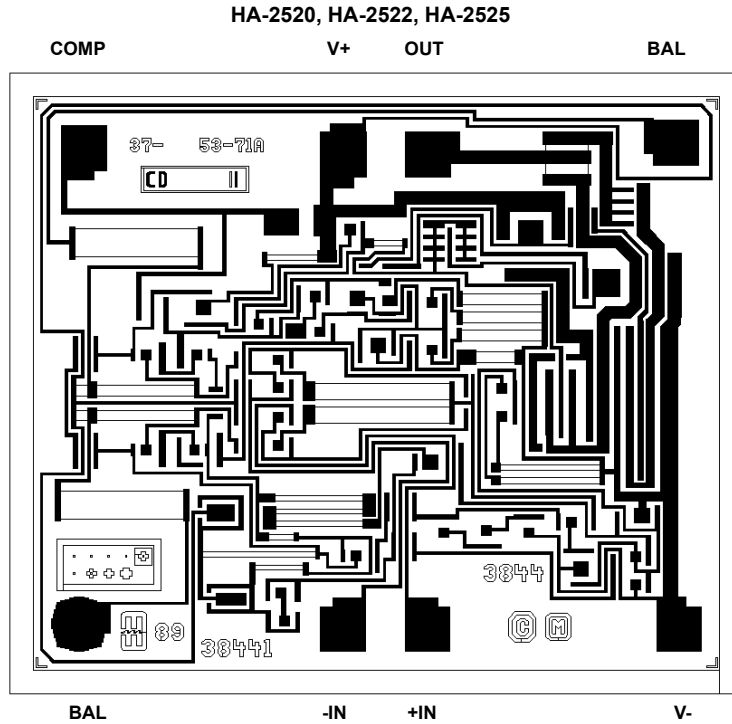 HA-2520, HA-2522, HA-2525
COMP V+ OUT BAL
37- 53-71A
CD II
3844
89
38441
C M
BAL -IN +IN V-